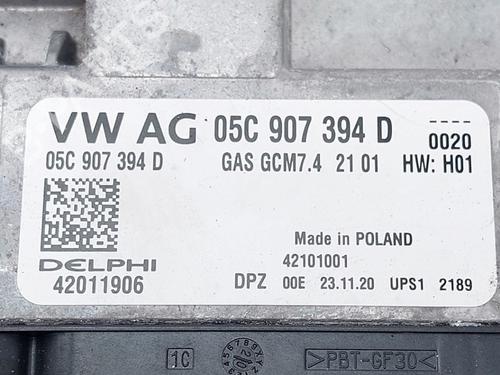 VW AG 05C 907 394 D 0020
05C 907 394 D GAS GCM7.4 21 01 HW: H01
Made in POLAND
DELPHI 42101001
42011906 DPZ 00E 23.11.20 UPS1 2189
1C >PBT-GF30<